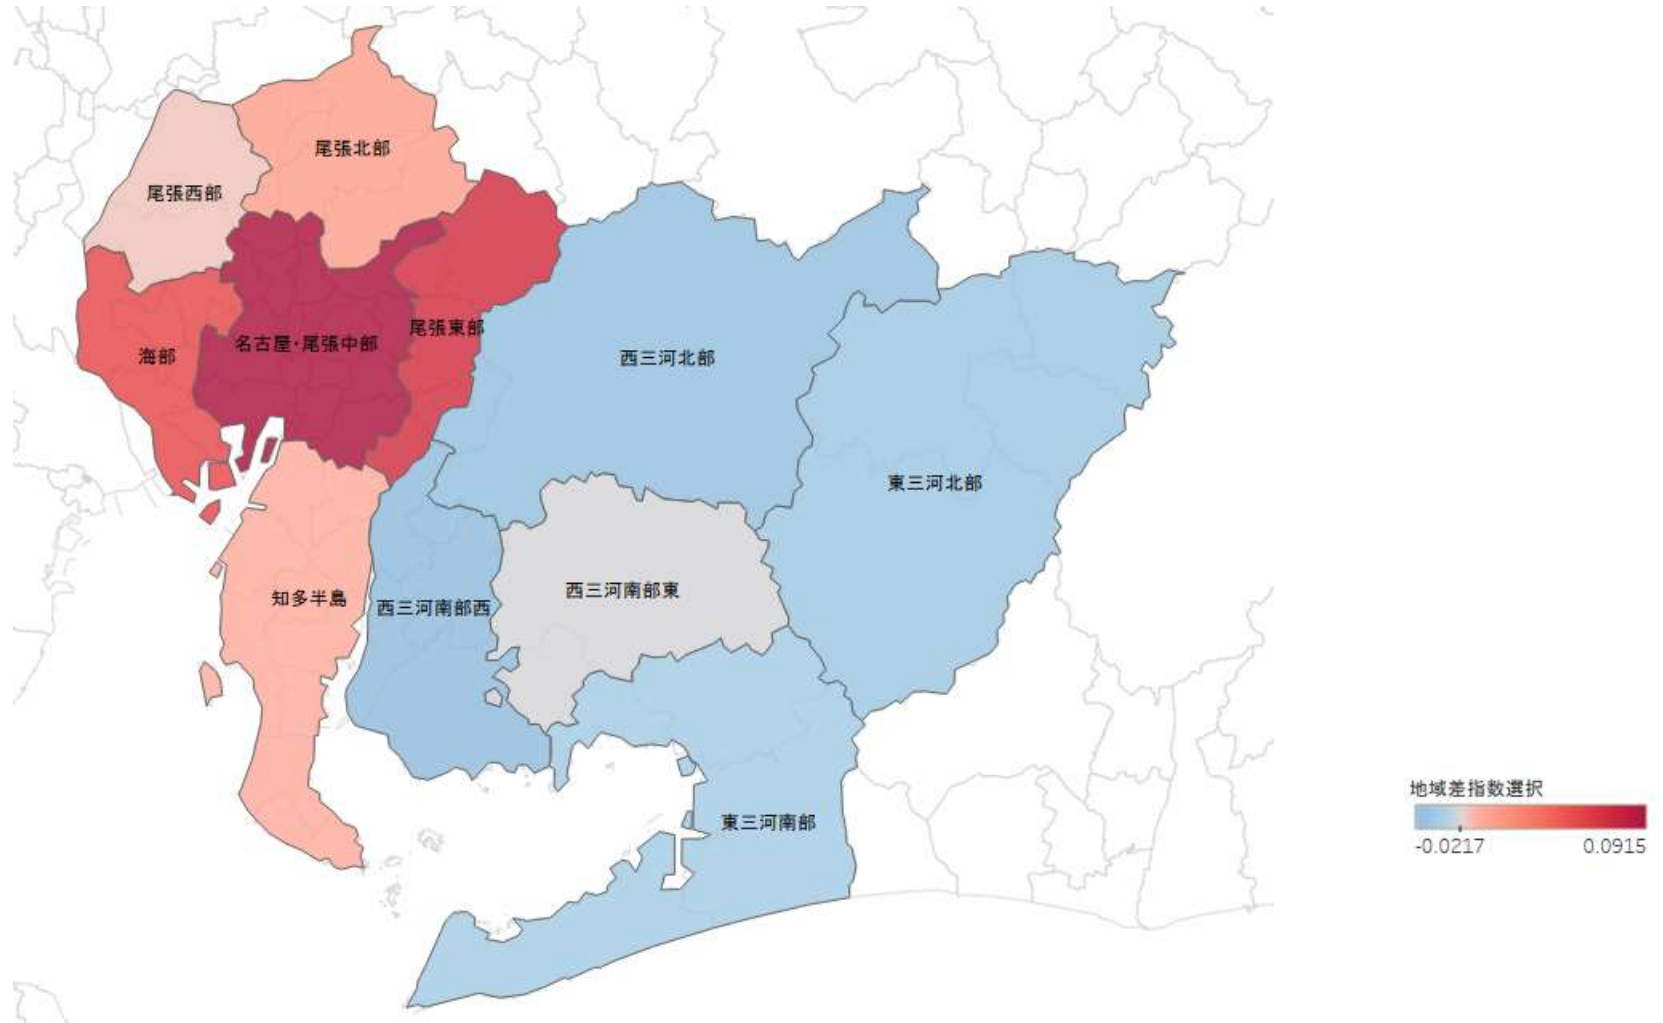 尾張北部
尾張西部
尾張東部
名古屋・尾張中部
海部
西三河北部
東三河北部
西三河南部東
知多半島
西三河南部西
東三河南部
地域差指数選択
-0.0217
0.0915